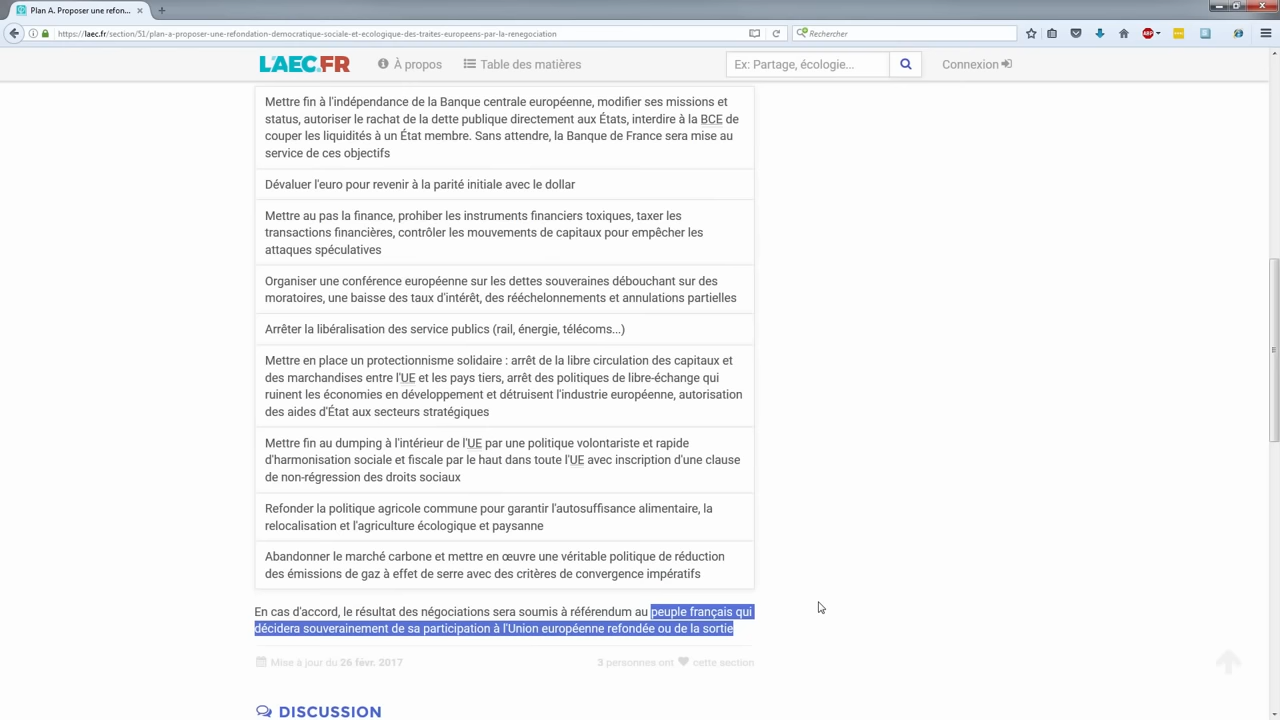 Plan A. Proposer une refon...
https://laec.fr/section/51/plan-a-proposer-une-refondation-democratique-sociale-et-ecologique-des-traites-europeens-par-la-renegociation
Rechercher
ABP
L'AEC.FR
À propos
Table des matières
Ex: Partage, écologie...
Connexion
Mettre fin à l'indépendance de la Banque centrale européenne, modifier ses missions et
status, autoriser le rachat de la dette publique directement aux États, interdire à la BCE de
couper les liquidités à un État membre. Sans attendre, la Banque de France sera mise au
service de ces objectifs
Dévaluer l'euro pour revenir à la parité initiale avec le dollar
Mettre au pas la finance, prohiber les instruments financiers toxiques, taxer les
transactions financières, contrôler les mouvements de capitaux pour empêcher les
attaques spéculatives
Organiser une conférence européenne sur les dettes souveraines débouchant sur des
moratoires, une baisse des taux d'intérêt, des rééchelonnements et annulations partielles
Arrêter la libéralisation des service publics (rail, énergie, télécoms...)
Mettre en place un protectionnisme solidaire : arrêt de la libre circulation des capitaux et
des marchandises entre l'UE et les pays tiers, arrêt des politiques de libre-échange qui
ruinent les économies en développement et détruisent l'industrie européenne, autorisation
des aides d'État aux secteurs stratégiques
Mettre fin au dumping à l'intérieur de l'UE par une politique volontariste et rapide
d'harmonisation sociale et fiscale par le haut dans toute l'UE avec inscription d'une clause
de non-régression des droits sociaux
Refonder la politique agricole commune pour garantir l'autosuffisance alimentaire, la
relocalisation et l'agriculture écologique et paysanne
Abandonner le marché carbone et mettre en œuvre une véritable politique de réduction
des émissions de gaz à effet de serre avec des critères de convergence impératifs
En cas d'accord, le résultat des négociations sera soumis à référendum au peuple français qui
décidera souverainement de sa participation à l'Union européenne refondée ou de la sortie
Mise à jour du 26 févr. 2017
3 personnes ont cette section
DISCUSSION